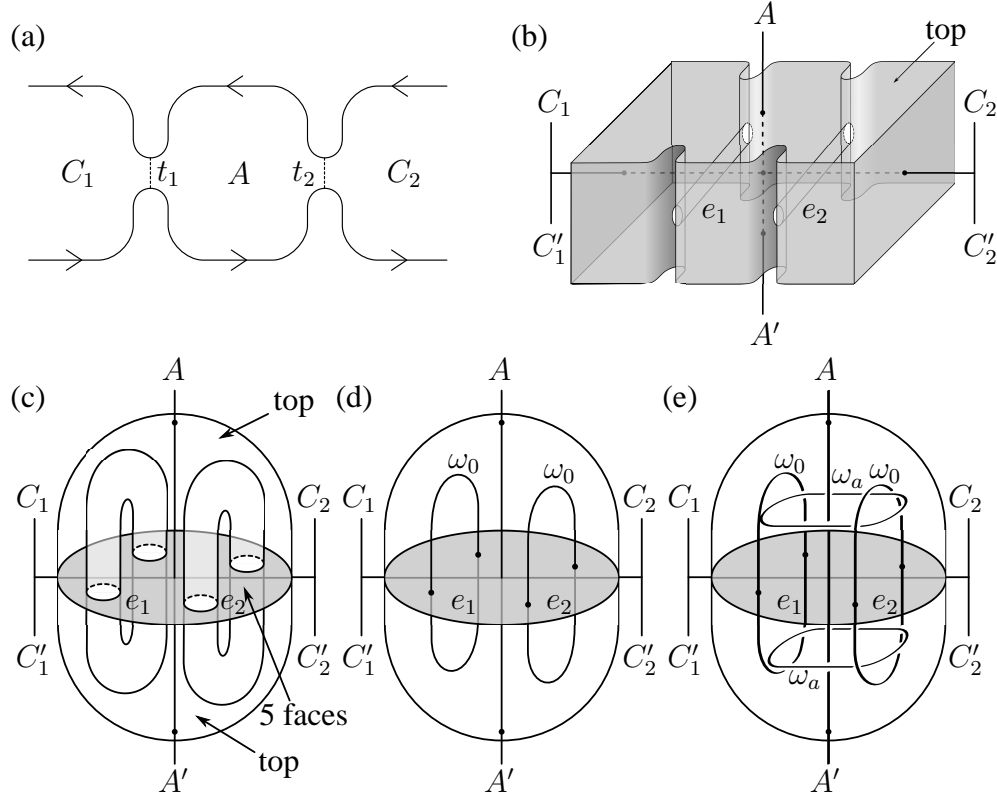 (a)
C₁ t₁ A t₂ C₂
(b)
A
top
C₁ C₂
e₁ e₂
C′₁ C′₂
A′
(c)
A
top
C₁ C₂
e₁ e₂
C′₁ C′₂
5 faces
top
A′
(d)
A
ω₀ ω₀
C₁ C₂
e₁ e₂
C′₁ C′₂
A′
(e)
A
ω₀ ωₐ ω₀
C₁ C₂
e₁ e₂
C′₁ C′₂
ωₐ
A′